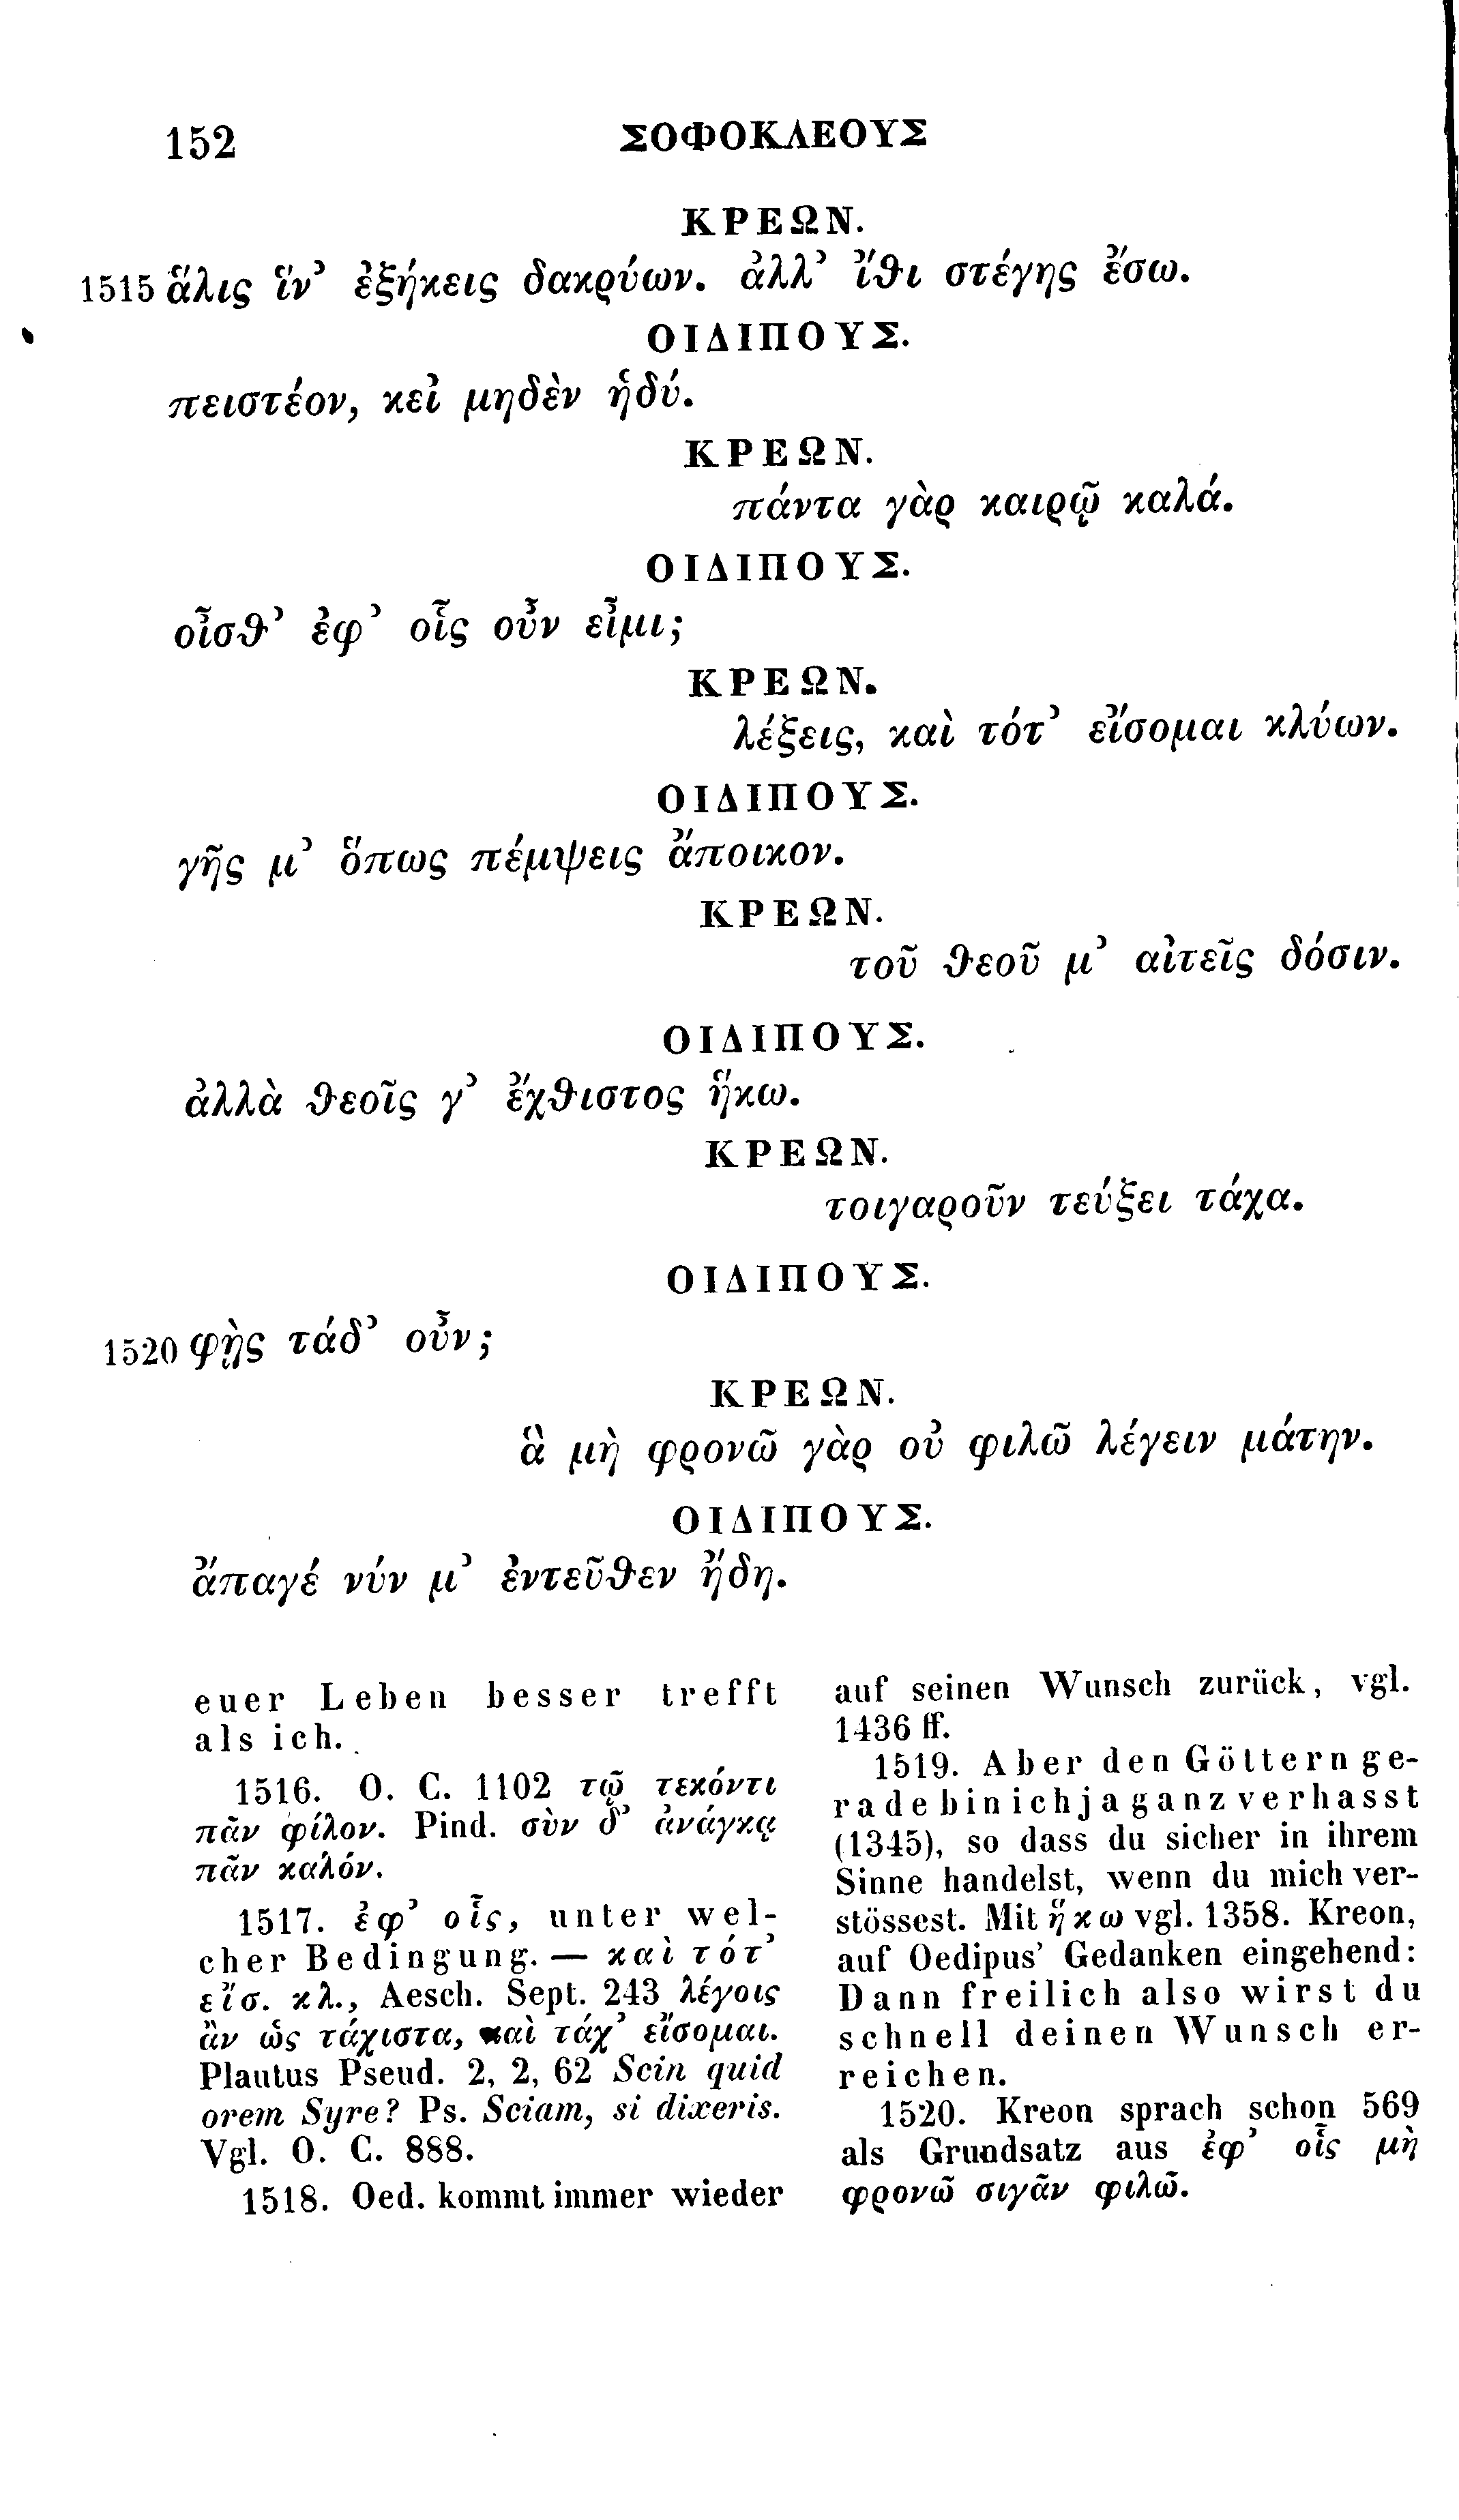 152
ΣΟΦΟΚΛΕΟΥΣ
ΚΡΕΩΝ.
1515 ἅλις ἵν᾽ ἐξήκεις δακρύων. ἀλλ᾽ ἴθι στέγης ἔσω.
ΟΙΔΙΠΟΥΣ.
πειστέον, κεἰ μηδὲν ἡδύ.
ΚΡΕΩΝ.
πάντα γὰρ καιρῷ καλά.
ΟΙΔΙΠΟΥΣ.
οἶσθ᾽ ἐφ᾽ οἷς οὖν εἶμι;
ΚΡΕΩΝ.
λέξεις, καὶ τότ᾽ εἴσομαι κλύων.
ΟΙΔΙΠΟΥΣ.
γῆς μ᾽ ὅπως πέμψεις ἄποικον.
ΚΡΕΩΝ.
τοῦ θεοῦ μ᾽ αἰτεῖς δόσιν.
ΟΙΔΙΠΟΥΣ.
ἀλλὰ θεοῖς γ᾽ ἔχθιστος ἥκω.
ΚΡΕΩΝ.
τοιγαροῦν τεύξει τάχα.
ΟΙΔΙΠΟΥΣ.
1520 φῂς τάδ᾽ οὖν;
ΚΡΕΩΝ.
ἃ μὴ φρονῶ γὰρ οὐ φιλῶ λέγειν μάτην.
ΟΙΔΙΠΟΥΣ.
ἄπαγέ νύν μ᾽ ἐντεῦθεν ἤδη.
euer Leben besser trefft
als ich.
1516. O. C. 1102 τῷ τεκόντι
πᾶν φίλον. Pind. σὺν δ᾽ ἀνάγκᾳ
πᾶν καλόν.
1517. ἐφ᾽ οἷς, unter wel-
cher Bedingung. — καὶ τότ᾽
εἴσ. κλ., Aesch. Sept. 243 λέγοις
ἂν ὡς τάχιστα, καὶ τάχ᾽ εἴσομαι.
Plautus Pseud. 2, 2, 62 Scin quid
orem Syre? Ps. Sciam, si dixeris.
Vgl. O. C. 888.
1518. Oed. kommt immer wieder
auf seinen Wunsch zurück, vgl.
1436 ff.
1519. Aber den Göttern ge-
rade bin ich ja ganz verhasst
(1345), so dass du sicher in ihrem
Sinne handelst, wenn du mich ver-
stössest. Mit ἥκω vgl. 1358. Kreon,
auf Oedipus' Gedanken eingehend:
Dann freilich also wirst du
schnell deinen Wunsch er-
reichen.
1520. Kreon sprach schon 569
als Grundsatz aus ἐφ᾽ οἷς μὴ
φρονῶ σιγᾶν φιλῶ.